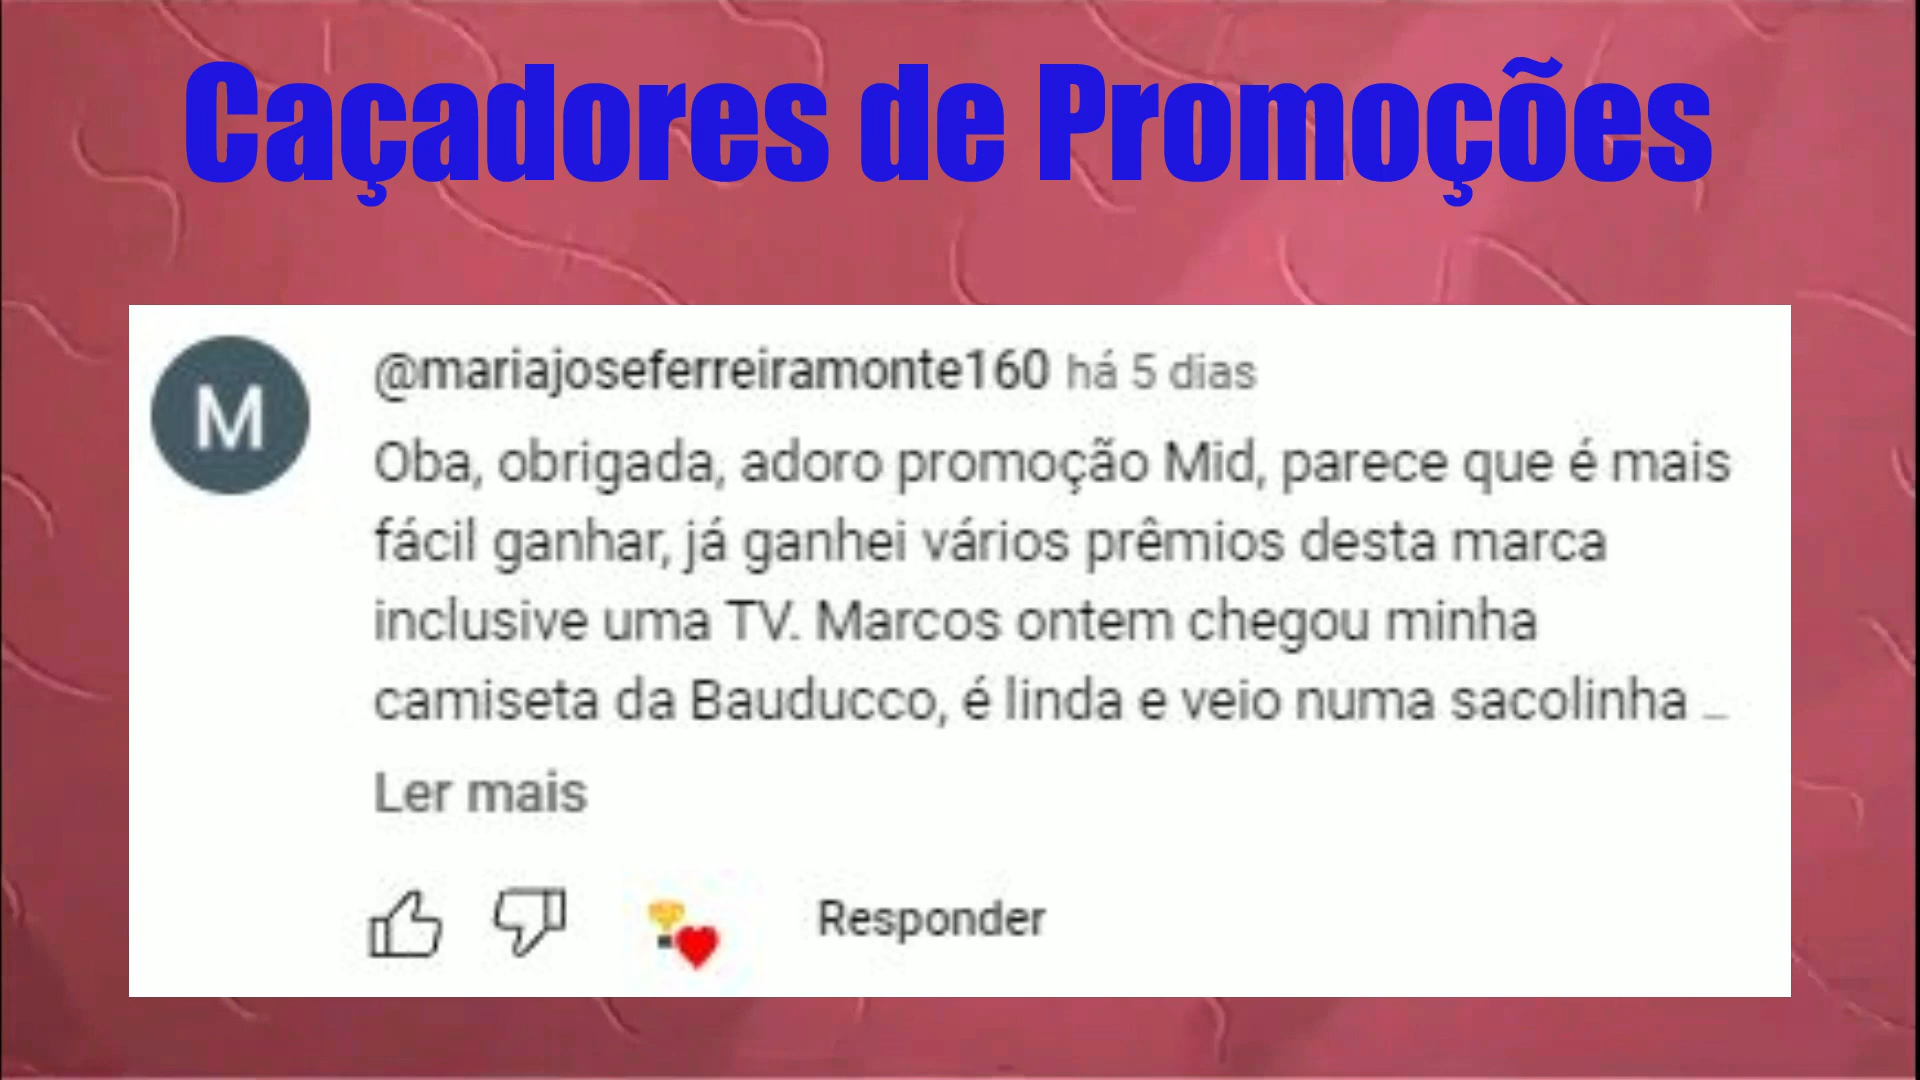 Caçadores de Promoções
M
@mariajoseferreiramonte160 há 5 dias
Oba, obrigada, adoro promoção Mid, parece que é mais
fácil ganhar, já ganhei vários prêmios desta marca
inclusive uma TV. Marcos ontem chegou minha
camiseta da Bauducco, é linda e veio numa sacolinha ...
Ler mais
Responder